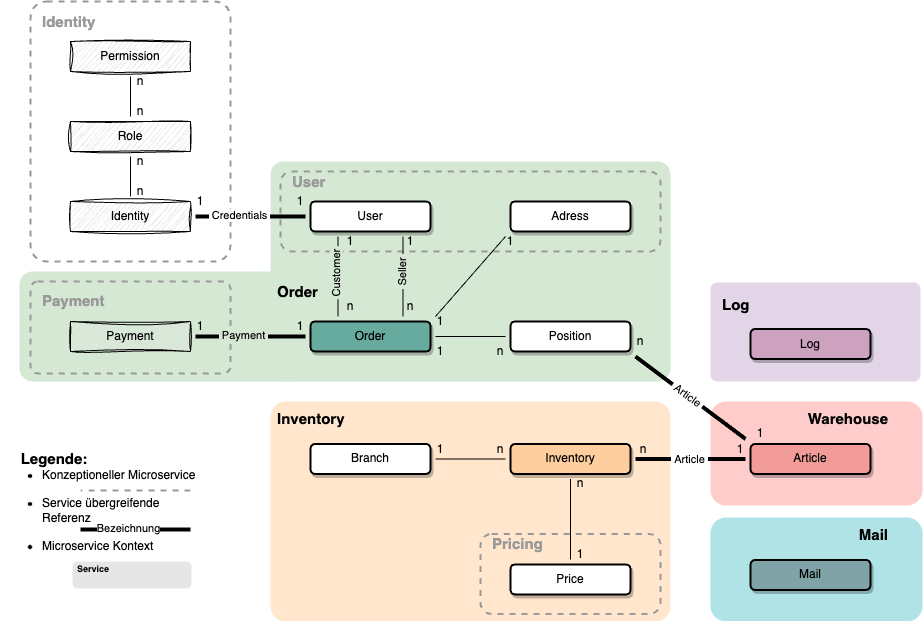 Identity
Permission
n
n
Role
n
n
Identity
1
Credentials
1
User
User
Adress
1
1
1
Customer
Seller
n
n
Order
Payment
Payment
1
Payment
1
Order
1
1
n
Position
n
Article
1
Log
Log
Inventory
Branch
1
n
Inventory
n
Article
1
Warehouse
Article
n
1
Pricing
Price
Mail
Mail
Legende:
• Konzeptioneller Microservice
• Service übergreifende
Referenz
Bezeichnung
• Microservice Kontext
Service